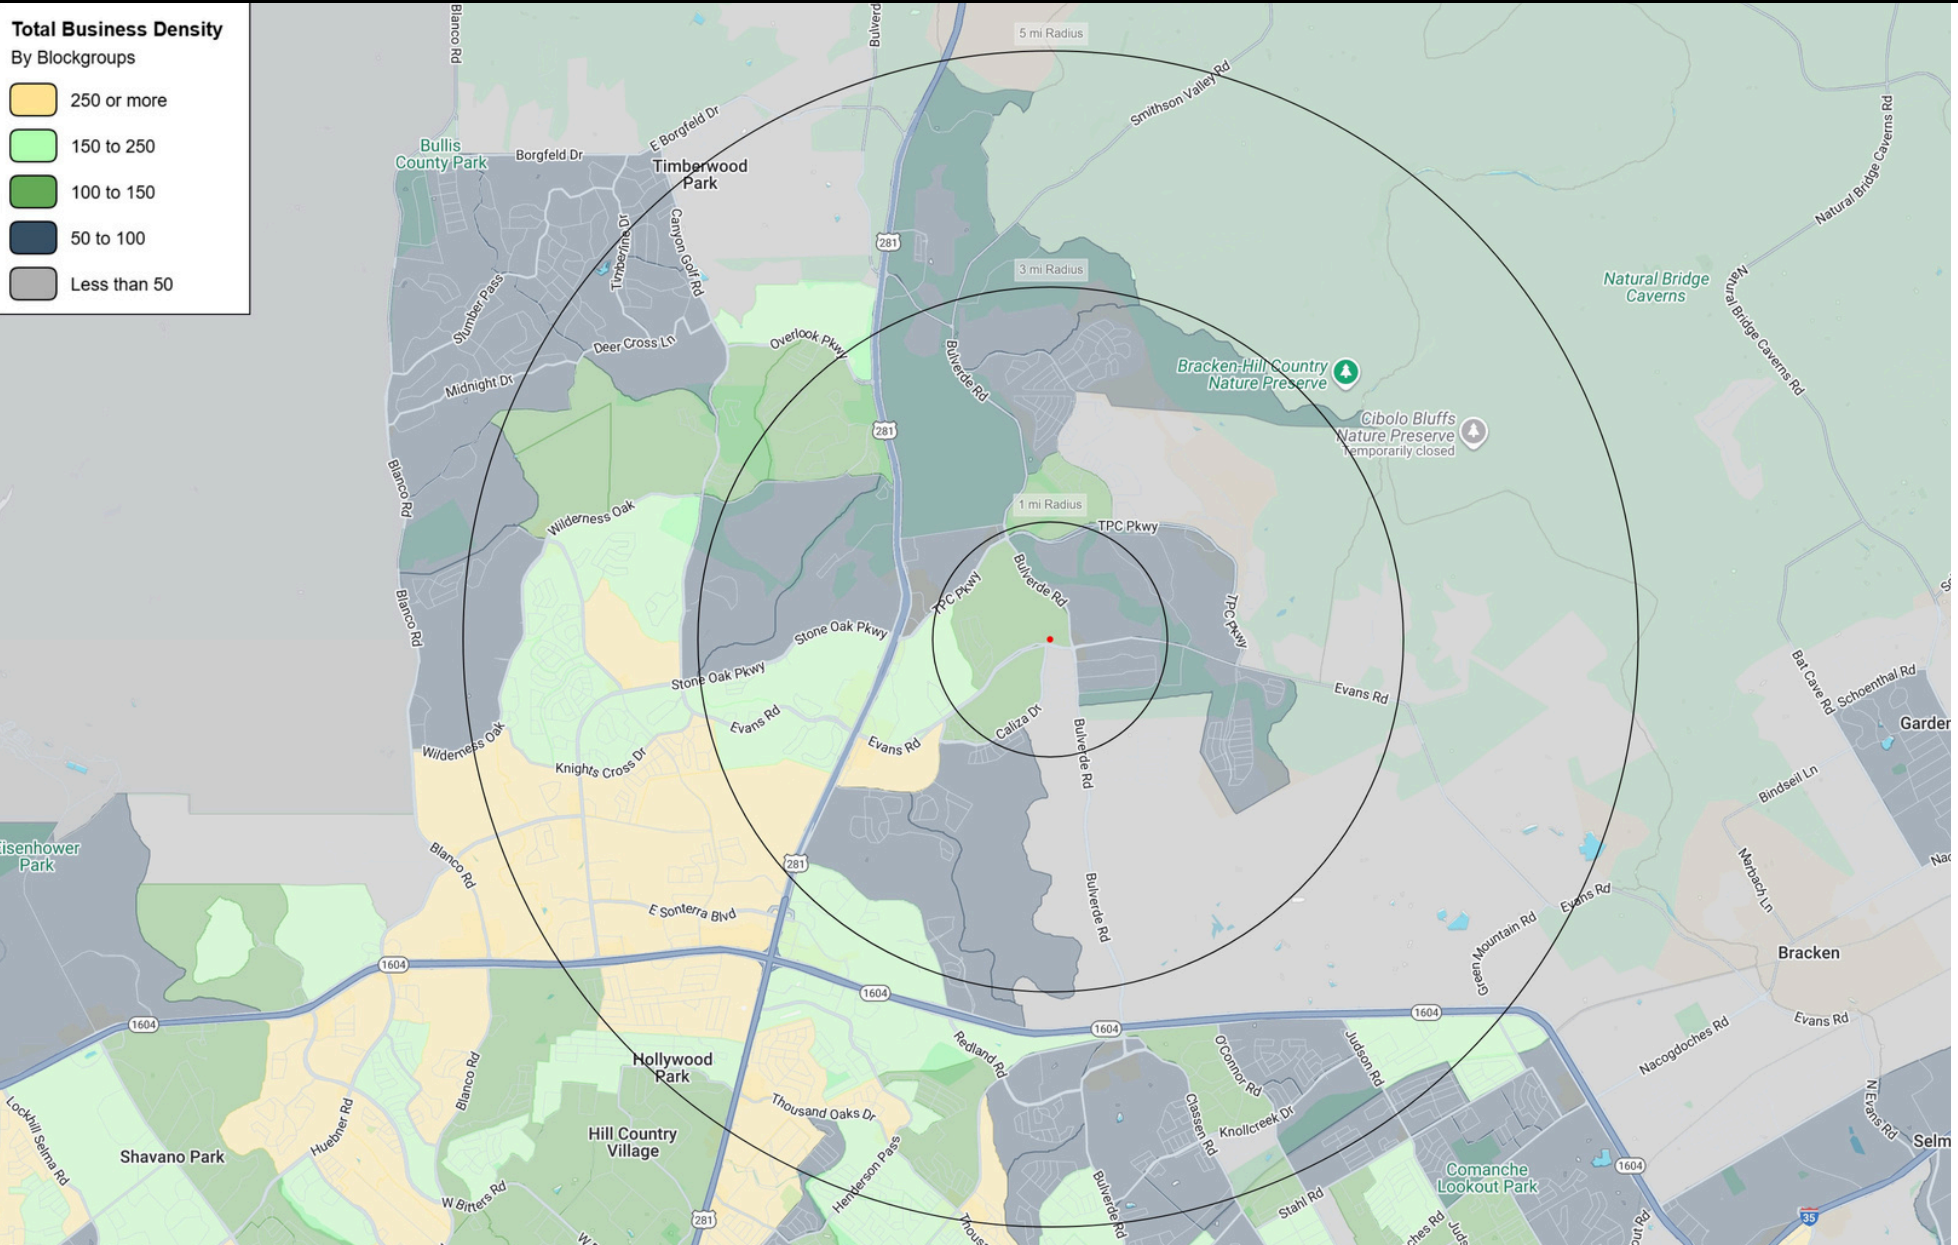 Total Business Density
By Blockgroups
250 or more
150 to 250
100 to 150
50 to 100
Less than 50
Blanco Rd
Bulverd
5 mi Radius
Smithson Valley Rd
Natural Bridge Caverns Rd
E Borgfeld Dr
Bullis
County Park
Borgfeld Dr
Timberwood
Park
Timberline Dr
Canyon Golf Rd
281
3 mi Radius
Natural Bridge
Caverns
Natural Bridge Caverns Rd
Slumber Pass
Deer Cross Ln
Overlook Pkwy
Midnight Dr
Bulverde Rd
Bracken-Hill Country
Nature Preserve
Cibolo Bluffs
Nature Preserve
Temporarily closed
281
Blanco Rd
Wilderness Oak
1 mi Radius
TPC Pkwy
Bulverde Rd
TPC Pkwy
TPC Pkwy
Blanco Rd
Stone Oak Pkwy
Stone Oak Pkwy
Evans Rd
Bat Cave Rd
Schoenthal Rd
Garden
Evans Rd
Caliza Dr
Evans Rd
Bulverde Rd
Wilderness Oak
Knights Cross Dr
Bindseil Ln
isenhower
Park
Blanco Rd
281
Marbach Ln
Nac
E Sonterra Blvd
Bulverde Rd
Evans Rd
Green Mountain Rd
Bracken
1604
1604
1604
1604
1604
Evans Rd
Nacogdoches Rd
Redland Rd
O'Connor Rd
Judson Rd
Hollywood
Park
Blanco Rd
Thousand Oaks Dr
Classen Rd
Knollcreek Dr
N Evans Rd
Lockhill Selma Rd
Huebner Rd
Hill Country
Village
Shavano Park
Henderson Pass
Selm
Comanche
Lookout Park
1604
W Bitters Rd
Bulverde Rd
Stahl Rd
281
35
Thous
ches Rd
Juds
out Rd